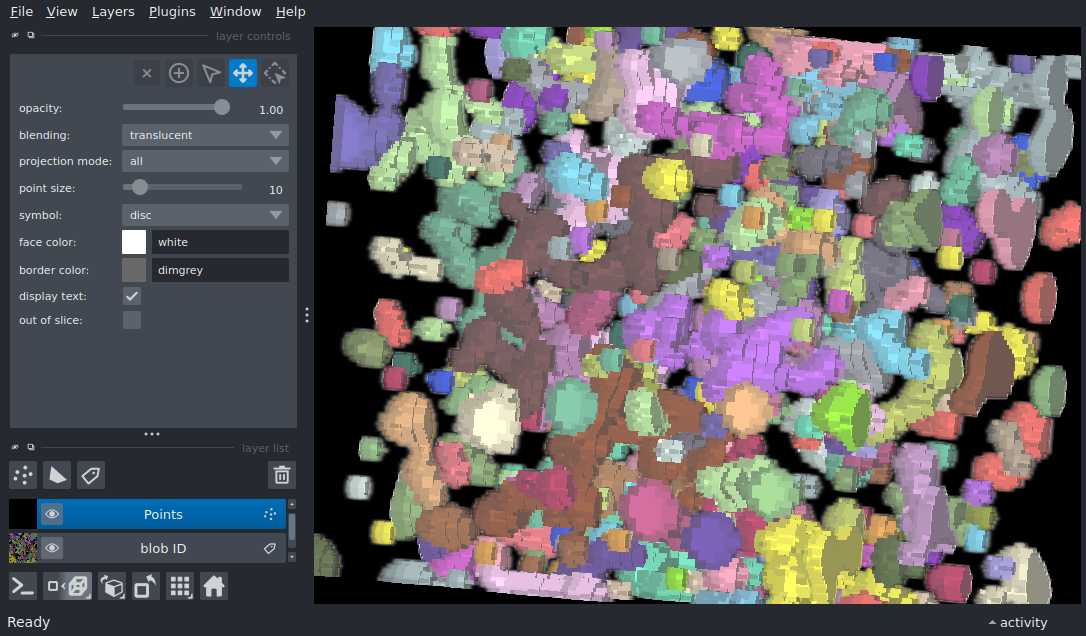 File View Layers Plugins Window Help
layer controls
opacity: 1.00
blending: translucent
projection mode: all
point size: 10
symbol: disc
face color: white
border color: dimgrey
display text:
out of slice:
layer list
Points
blob ID
Ready
activity